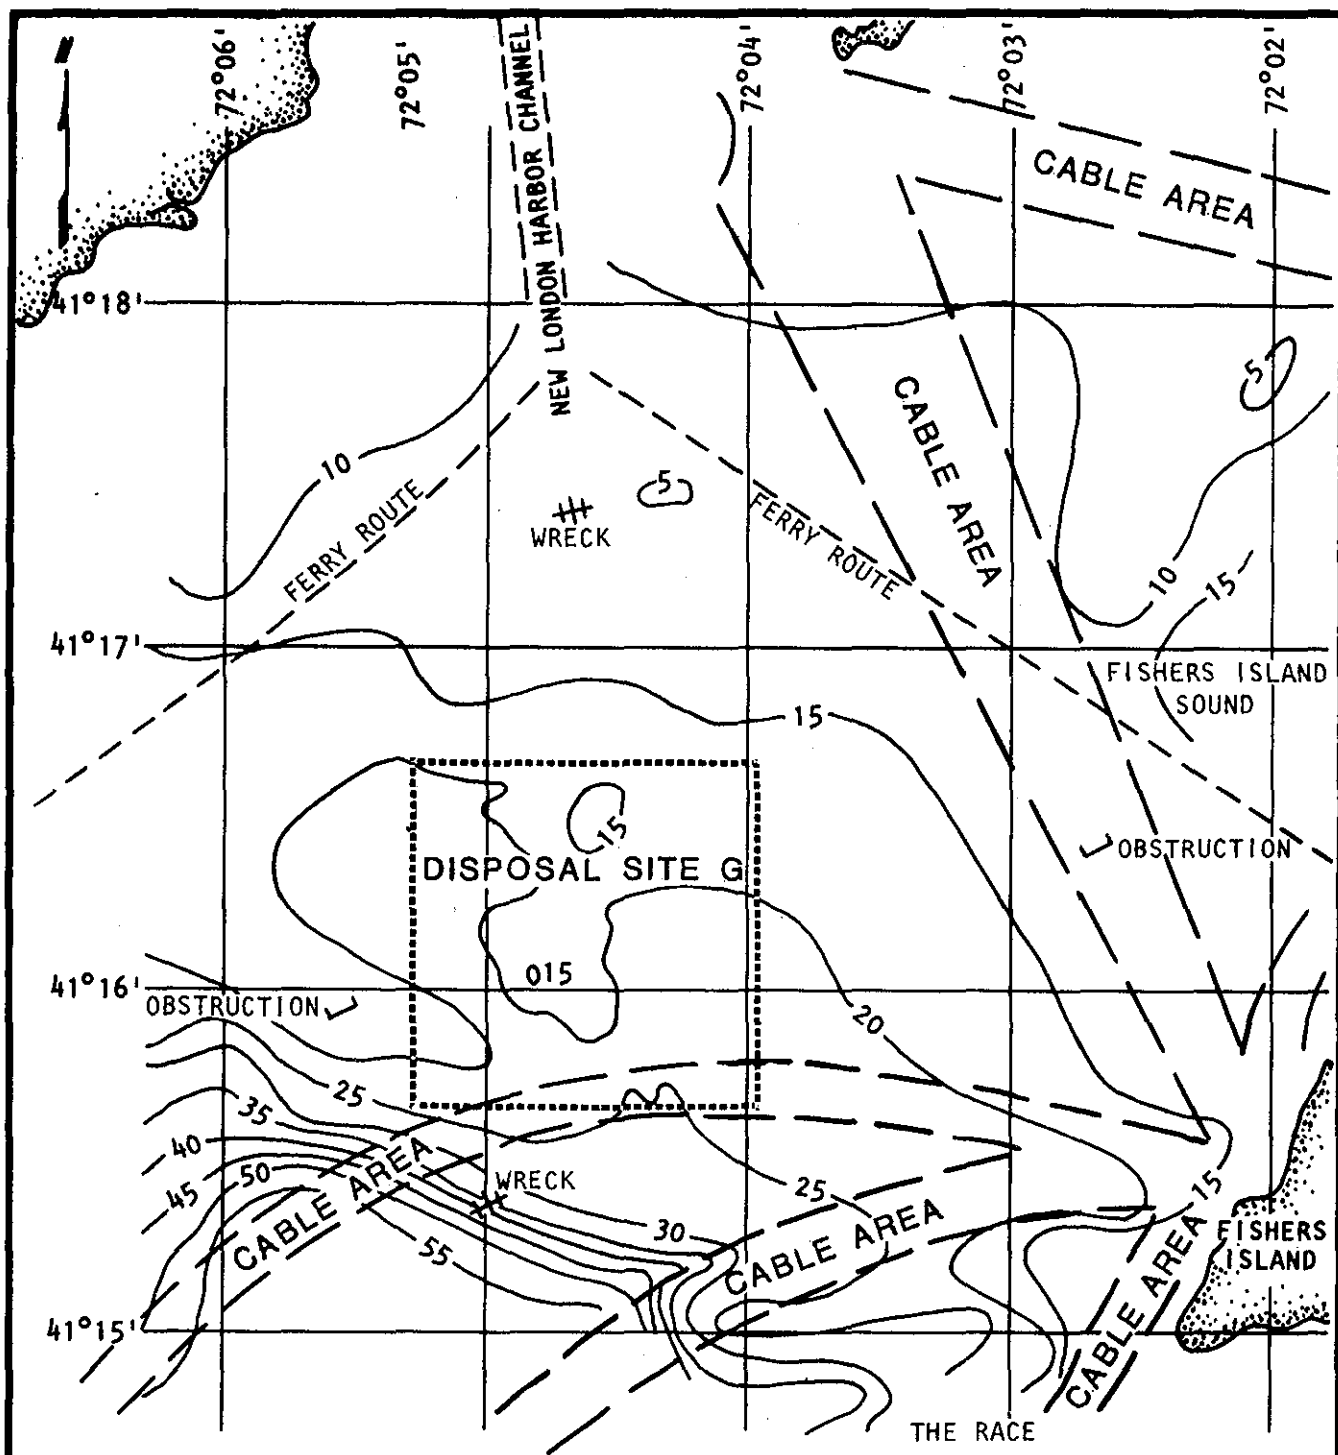 72°06'
72°05'
NEW LONDON HARBOR CHANNEL
72°04'
72°03'
72°02'
CABLE AREA
41°18'
5
CABLE AREA
10
5
FERRY ROUTE
WRECK
FERRY ROUTE
10
15
41°17'
FISHERS ISLAND
SOUND
15
15
OBSTRUCTION
DISPOSAL SITE G
015
41°16'
OBSTRUCTION
20
25
35
40
45
50
CABLE AREA
WRECK
25
15
55
30
CABLE AREA
FISHERS
ISLAND
CABLE AREA
41°15'
THE RACE